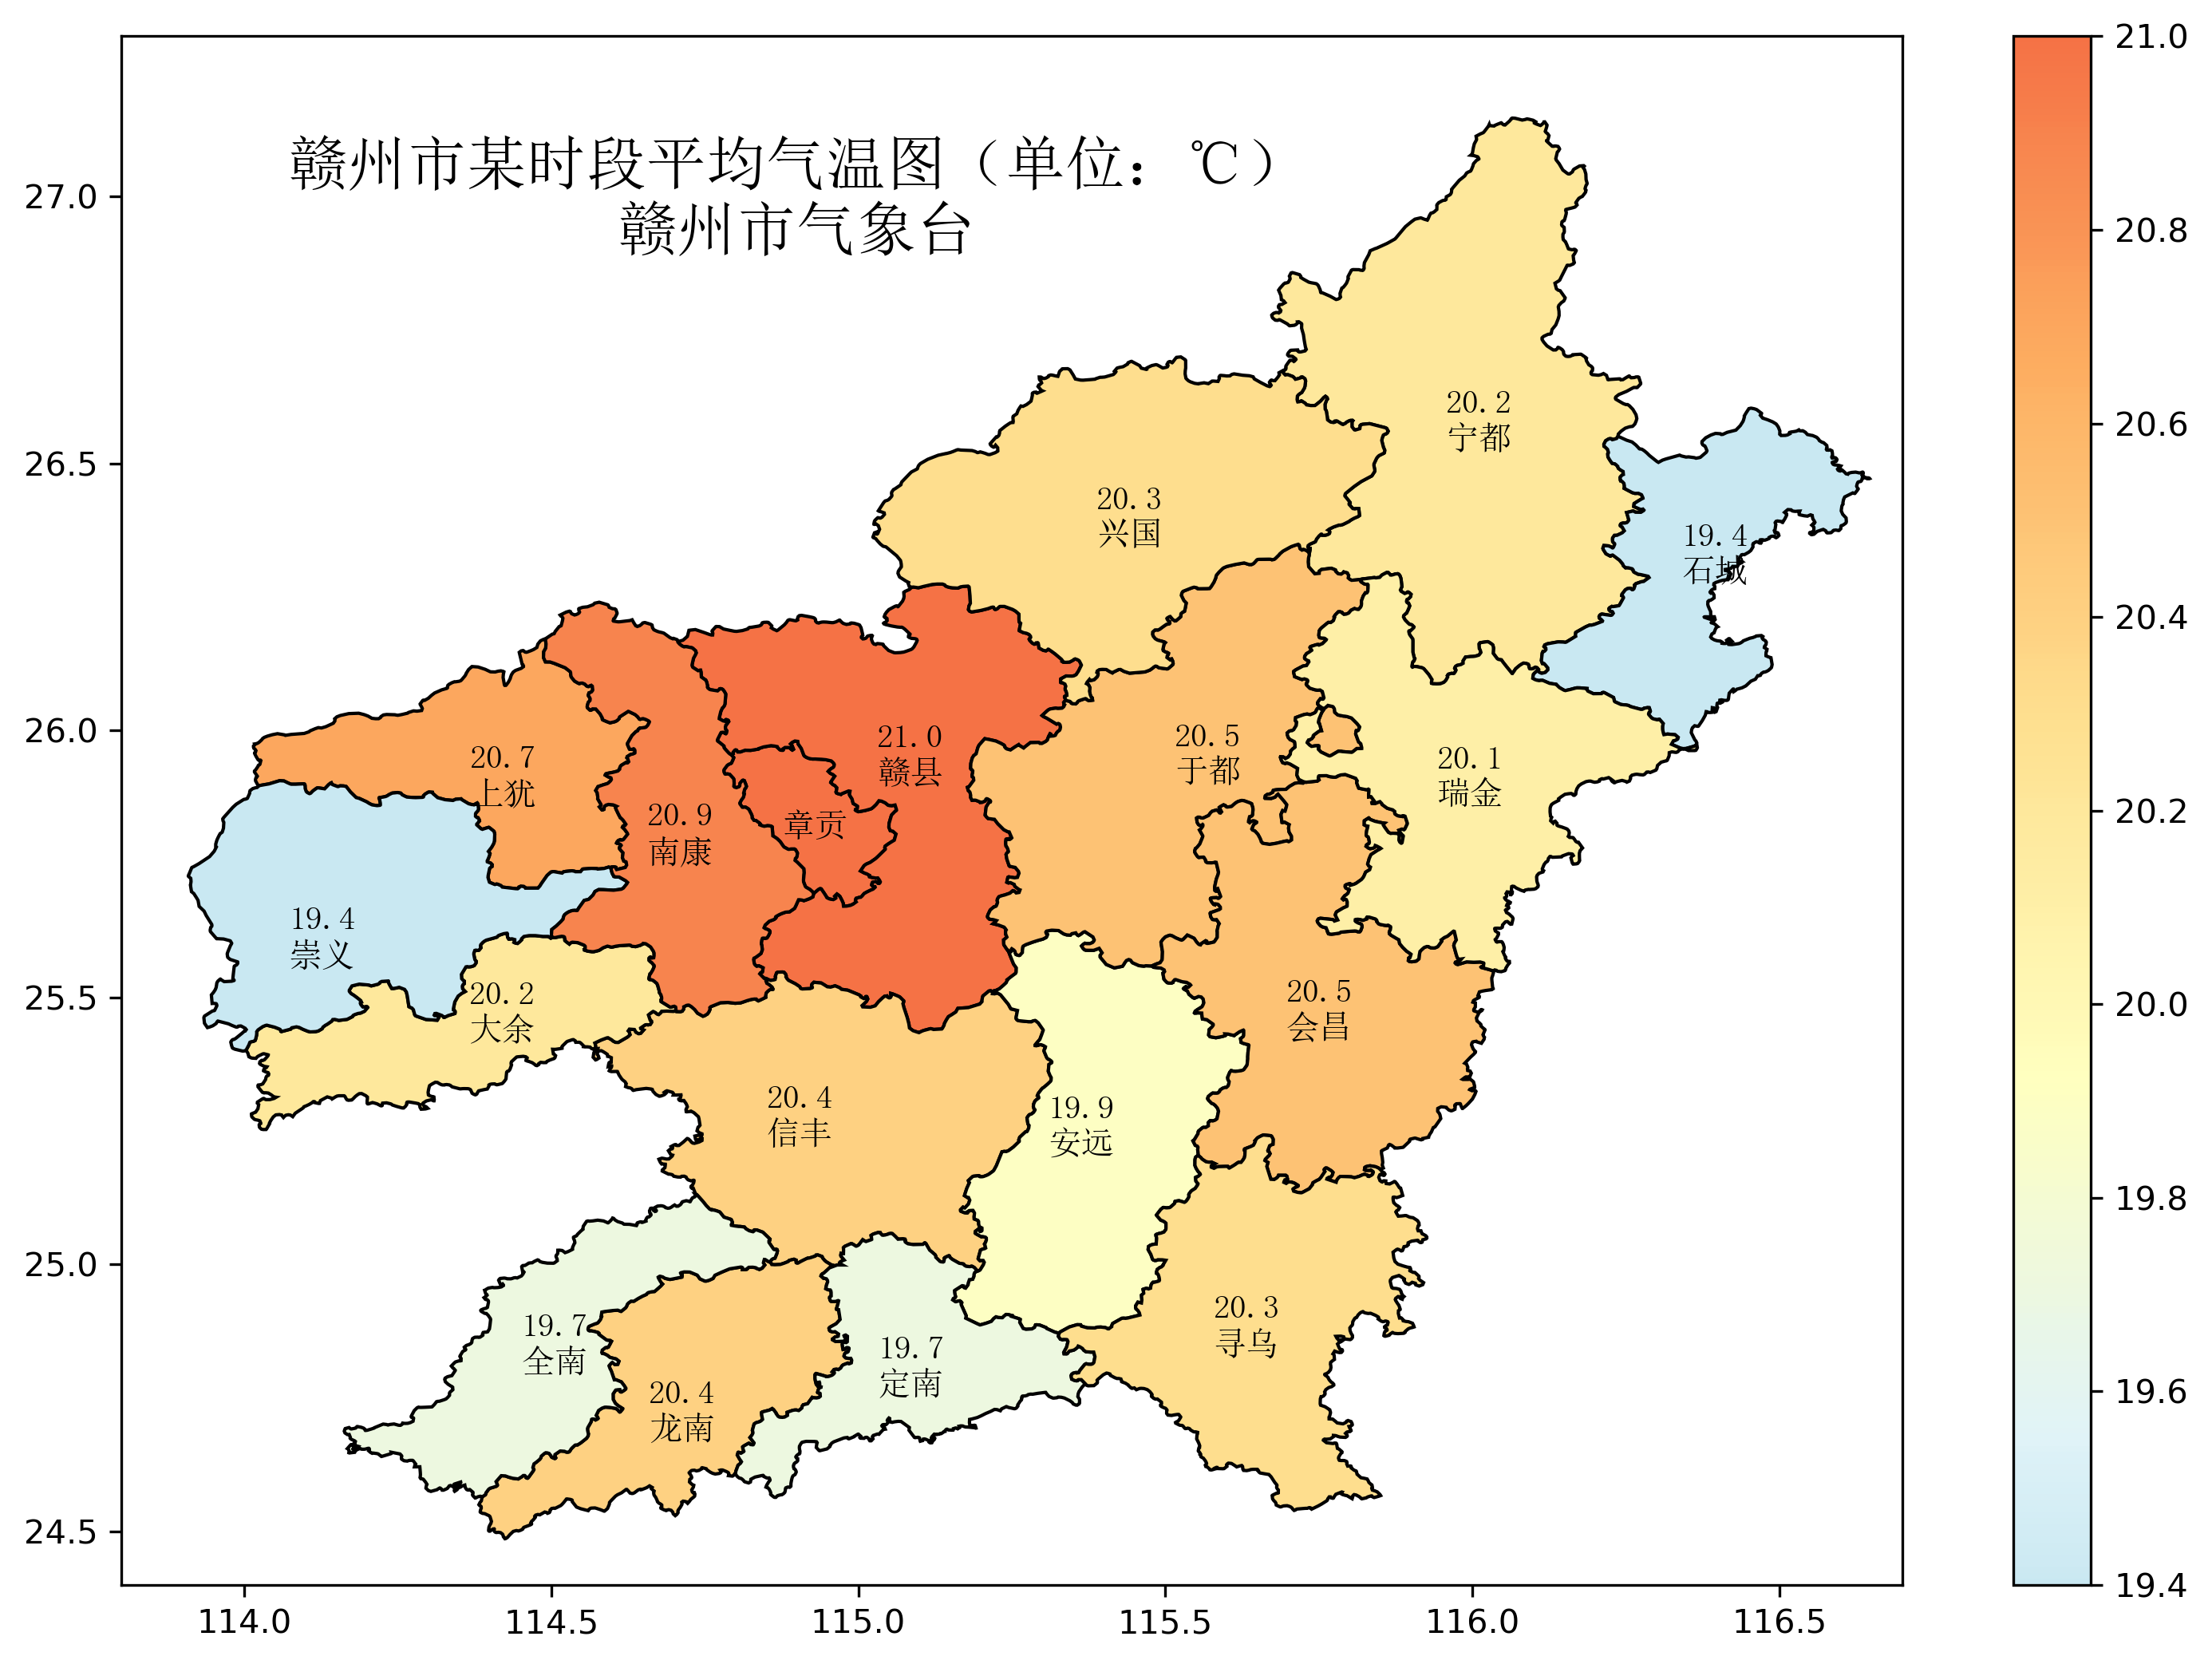 赣州市某时段平均气温图（单位：℃）
赣州市气象台
20.2
宁都
20.3
兴国
19.4
石城
20.7
上犹
20.9
南康
章贡
21.0
赣县
20.5
于都
20.1
瑞金
19.4
崇义
20.2
大余
20.5
会昌
20.4
信丰
19.9
安远
19.7
全南
20.4
龙南
19.7
定南
20.3
寻乌
27.0
26.5
26.0
25.5
25.0
24.5
114.0 114.5 115.0 115.5 116.0 116.5
21.0
20.8
20.6
20.4
20.2
20.0
19.8
19.6
19.4